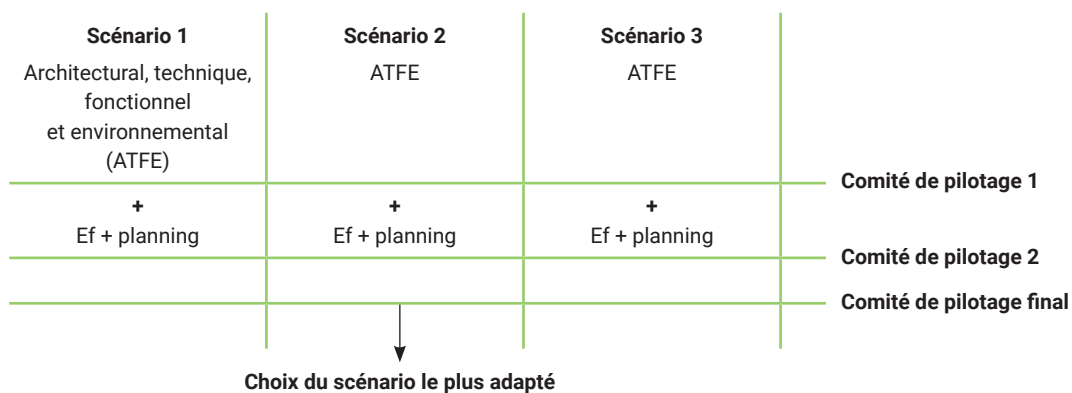 Scénario 1
Architectural, technique,
fonctionnel
et environnemental
(ATFE)
Scénario 2
ATFE
Scénario 3
ATFE
Comité de pilotage 1
+
Ef + planning
+
Ef + planning
+
Ef + planning
Comité de pilotage 2
Comité de pilotage final
Choix du scénario le plus adapté